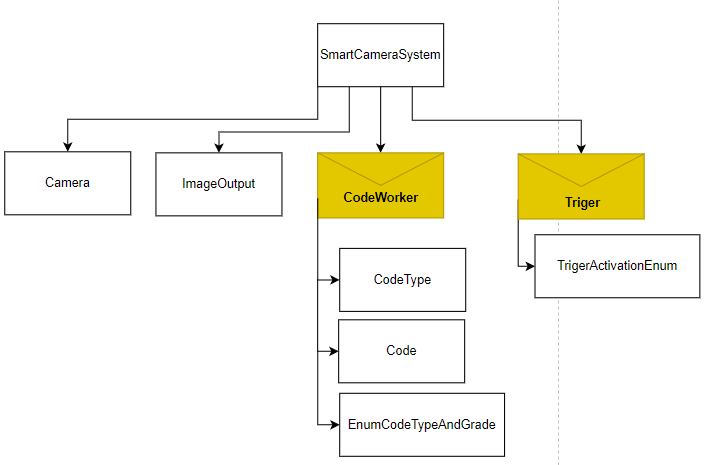 SmartCameraSystem
Camera
ImageOutput
CodeWorker
Triger
TrigerActivationEnum
CodeType
Code
EnumCodeTypeAndGrade